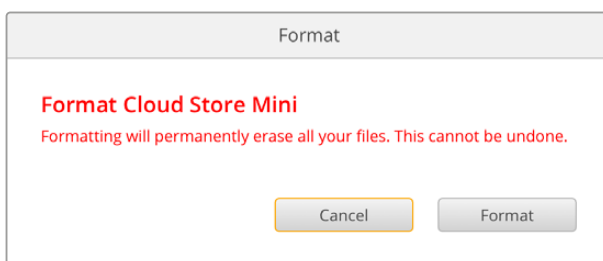 Format
Format Cloud Store Mini
Formatting will permanently erase all your files. This cannot be undone.
Cancel
Format